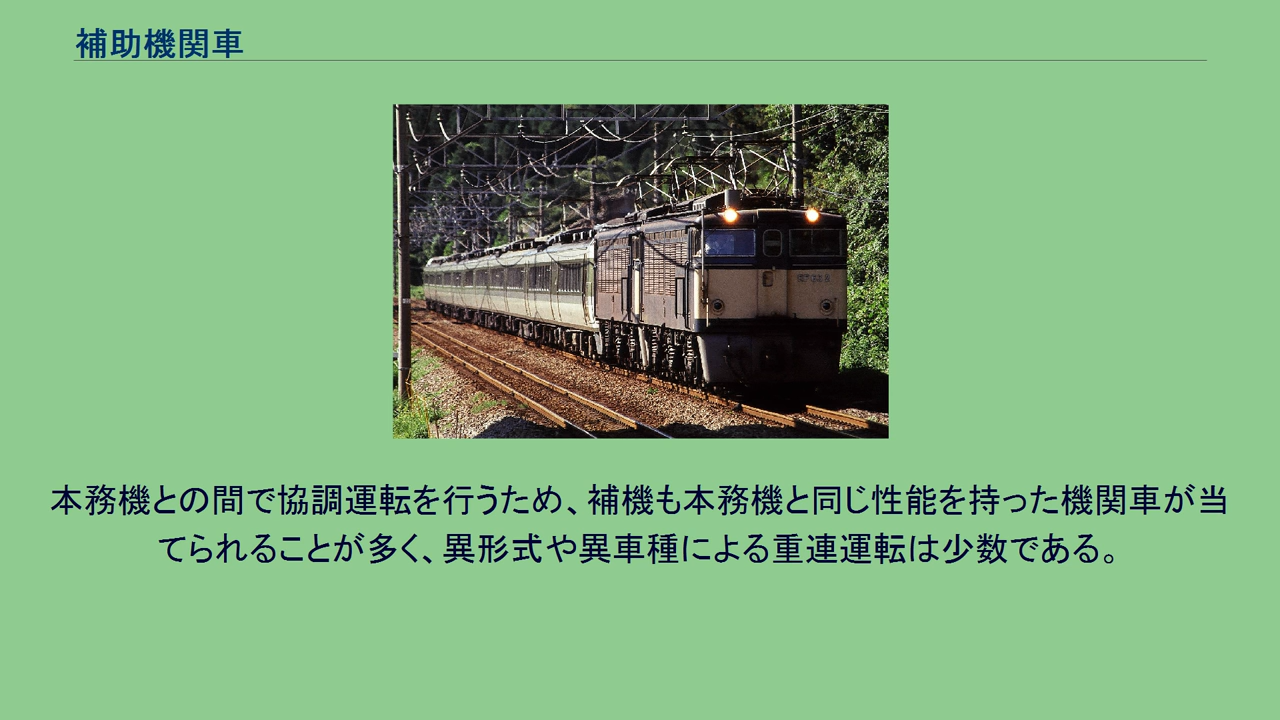 補助機関車
本務機との間で協調運転を行うため、補機も本務機と同じ性能を持った機関車が当
てられることが多く、異形式や異車種による重連運転は少数である。